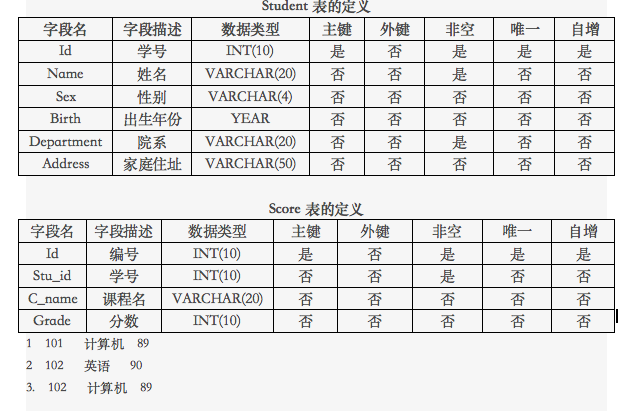 Student 表的定义
字段名 字段描述 数据类型 主键 外键 非空 唯一 自增
Id 学号 INT(10) 是 否 是 是 是
Name 姓名 VARCHAR(20) 否 否 是 否 否
Sex 性别 VARCHAR(4) 否 否 否 否 否
Birth 出生年份 YEAR 否 否 否 否 否
Department 院系 VARCHAR(20) 否 否 是 否 否
Address 家庭住址 VARCHAR(50) 否 否 否 否 否
Score 表的定义
字段名 字段描述 数据类型 主键 外键 非空 唯一 自增
Id 编号 INT(10) 是 否 是 是 是
Stu_id 学号 INT(10) 否 否 是 否 否
C_name 课程名 VARCHAR(20) 否 否 否 否 否
Grade 分数 INT(10) 否 否 否 否 否
1 101 计算机 89
2 102 英语 90
3. 102 计算机 89